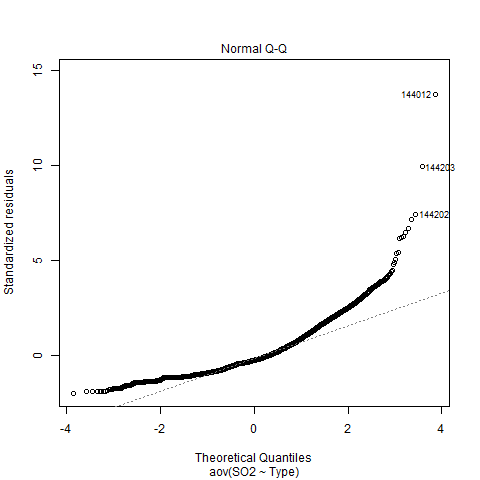 Normal Q-Q
15
10
5
0
Standardized residuals
144012
144203
144202
-4 -2 0 2 4
Theoretical Quantiles
aov(SO2 ~ Type)